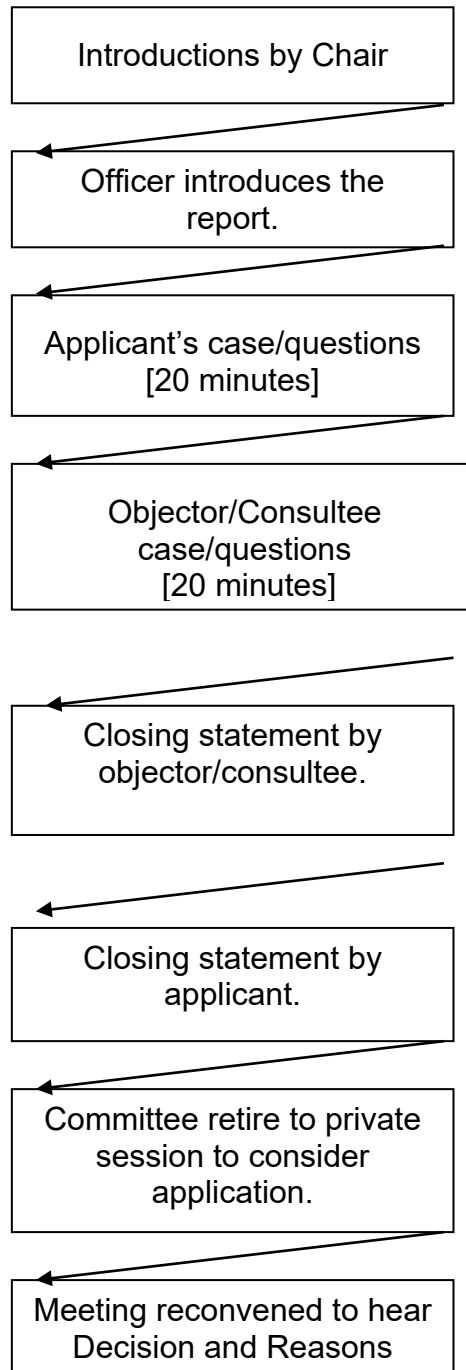 Introductions by Chair
Officer introduces the
report.
Applicant’s case/questions
[20 minutes]
Objector/Consultee
case/questions
[20 minutes]
Closing statement by
objector/consultee.
Closing statement by
applicant.
Committee retire to private
session to consider
application.
Meeting reconvened to hear
Decision and Reasons